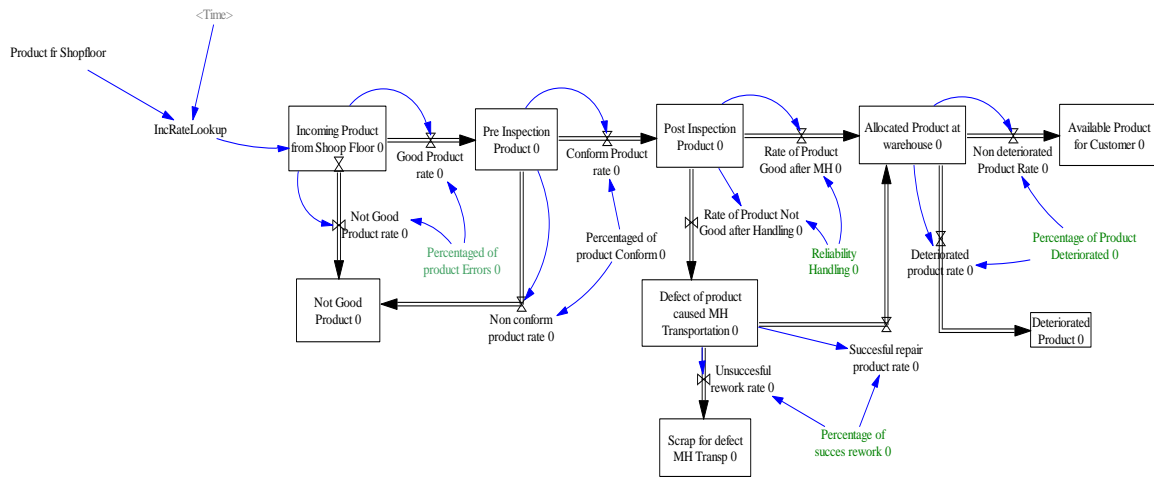 <Time>
Product fr Shopfloor
IncRateLookup
Incoming Product
from Shoop Floor 0
Good Product
rate 0
Pre Inspection
Product 0
Conform Product
rate 0
Post Inspection
Product 0
Rate of Product
Good after MH 0
Allocated Product at
warehouse 0
Non deteriorated
Product Rate 0
Available Product
for Customer 0
Not Good
Product rate 0
Percentaged of
product Errors 0
Percentaged of
product Conform 0
Rate of Product Not
Good after Handling 0
Reliability
Handling 0
Deteriorated
product rate 0
Percentage of Product
Deteriorated 0
Not Good
Product 0
Non conform
product rate 0
Defect of product
caused MH
Transportation 0
Succesful repair
product rate 0
Deteriorated
Product 0
Unsuccesful
rework rate 0
Scrap for defect
MH Transp 0
Percentage of
succes rework 0